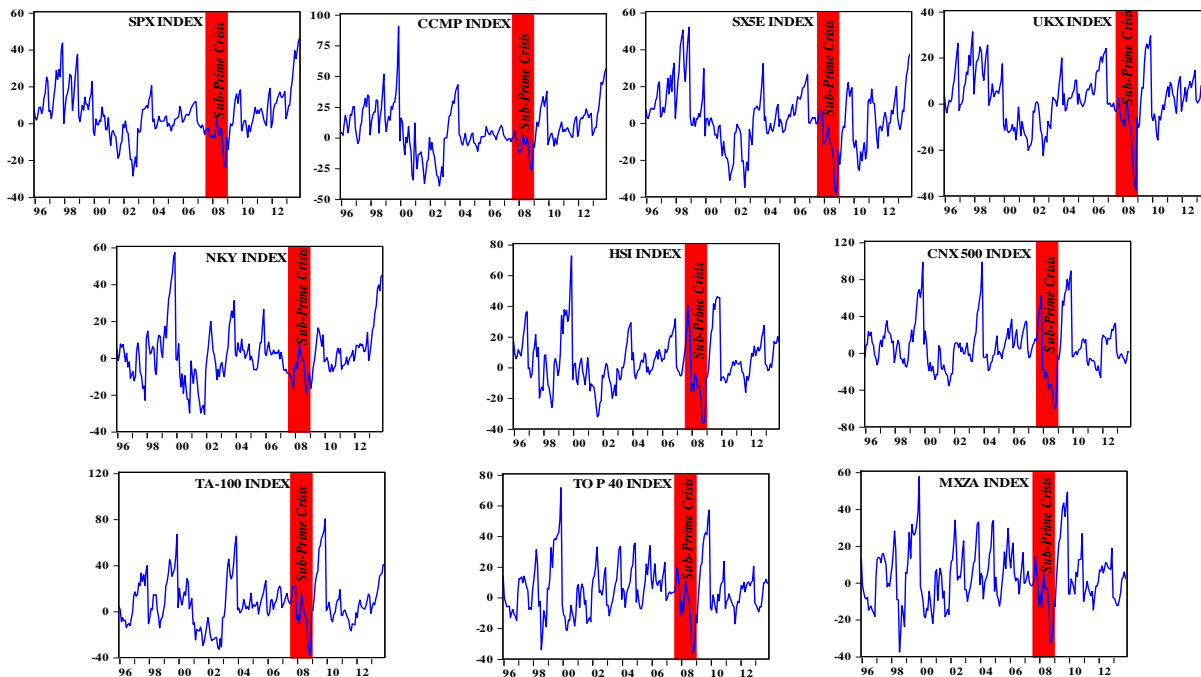 SPX INDEX
60
40
20
0
-20
-40
Sub-Prime Crisis
96 98 00 02 04 06 08 10 12
CCMP INDEX
100
75
50
25
0
-25
-50
Sub-Prime Crisis
96 98 00 02 04 06 08 10 12
SX5E INDEX
60
40
20
0
-20
-40
Sub-Prime Crisis
96 98 00 02 04 06 08 10 12
UKX INDEX
40
20
0
-20
-40
Sub-Prime Crisis
96 98 00 02 04 06 08 10 12
NKY INDEX
60
40
20
0
-20
-40
Sub-Prime Crisis
96 98 00 02 04 06 08 10 12
HSI INDEX
80
60
40
20
0
-20
-40
Sub-Prime Crisis
96 98 00 02 04 06 08 10 12
CNX 500 INDEX
120
80
40
0
-40
-80
Sub-Prime Crisis
96 98 00 02 04 06 08 10 12
TA-100 INDEX
120
80
40
0
-40
Sub-Prime Crisis
96 98 00 02 04 06 08 10 12
TO P 40 INDEX
80
60
40
20
0
-20
-40
Sub-Prrime Crisis
96 98 00 02 04 06 08 10 12
MXZA INDEX
60
40
20
0
-20
-40
Sub-Prime Crisis
96 98 00 02 04 06 08 10 12